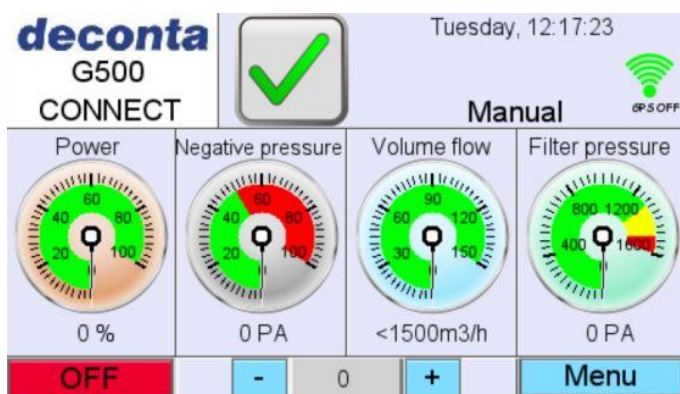 deconta
G500
CONNECT
Tuesday, 12:17:23
Manual
GPS OFF
Power
20
40
60
80
100
0 %
Negative pressure
20
40
60
80
100
0 PA
Volume flow
30
60
90
120
150
<1500m3/h
Filter pressure
400
800
1200
1600
0 PA
OFF
-
0
+
Menu